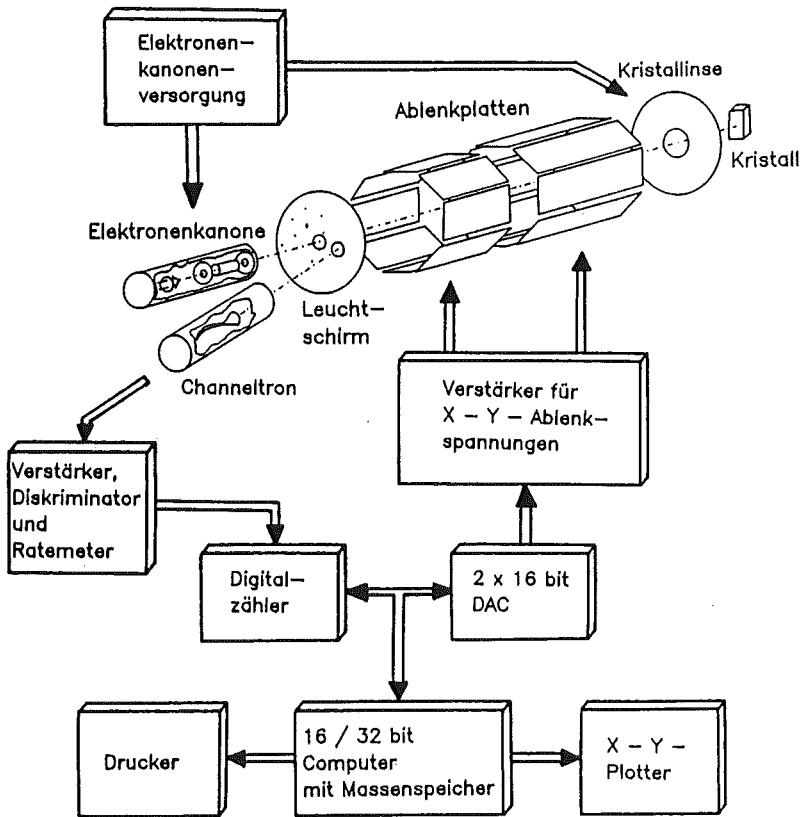 Elektronen-
kanonen-
versorgung
Kristallinse
Ablenkplatten
Kristall
Elektronenkanone
Leucht-
schirm
Channeltron
Verstärker für
X - Y - Ablenk-
spannungen
Verstärker,
Diskriminator
und
Ratemeter
Digital-
zähler
2 x 16 bit
DAC
Drucker
16 / 32 bit
Computer
mit Massenspeicher
X - Y -
Plotter